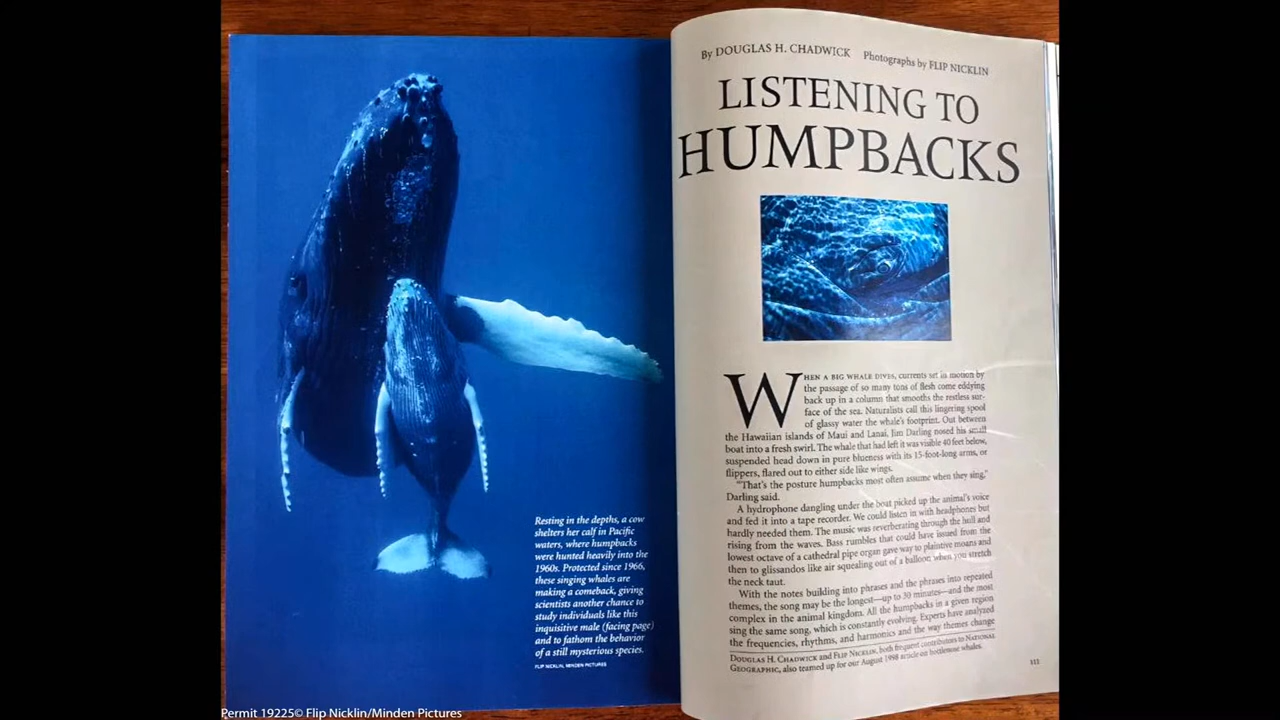 Resting in the depths, a cow
shelters her calf in Pacific
waters, where humpbacks
were hunted heavily into the
1960s. Protected since 1966,
these singing whales are
making a comeback, giving
scientists another chance to
study individuals like this
inquisitive male (facing page)
and to fathom the behavior
of a still mysterious species.
FLIP NICKLIN, MINDEN PICTURES
By DOUGLAS H. CHADWICK Photographs by FLIP NICKLIN
LISTENING TO
HUMPBACKS
WHEN A BIG WHALE DIVES, currents set in motion by
the passage of so many tons of flesh come eddying
back up in a column that smooths the restless sur-
face of the sea. Naturalists call this lingering spool
of glassy water the whale's footprint. Out between
the Hawaiian islands of Maui and Lanai, Jim Darling nosed his small
boat into a fresh swirl. The whale that had left it was visible 40 feet below,
suspended head down in pure blueness with its 15-foot-long arms, or
flippers, flared out to either side like wings.
"That's the posture humpbacks most often assume when they sing,"
Darling said.
A hydrophone dangling under the boat picked up the animal's voice
and fed it into a tape recorder. We could listen in with headphones but
hardly needed them. The music was reverberating through the hull and
rising from the waves. Bass rumbles that could have issued from the
lowest octave of a cathedral pipe organ gave way to plaintive moans and
then to glissandos like air squealing out of a balloon when you stretch
the neck taut.
With the notes building into phrases and the phrases into repeated
themes, the song may be the longest—up to 30 minutes—and the most
complex in the animal kingdom. All the humpbacks in a given region
sing the same song, which is constantly evolving. Experts have analyzed
the frequencies, rhythms, and harmonics and the way themes change
DOUGLAS H. CHADWICK and FLIP NICKLIN, both frequent contributors to NATIONAL
GEOGRAPHIC, also teamed up for our August 1998 article on bottlenose whales.
Permit 19225© Flip Nicklin/Minden Pictures